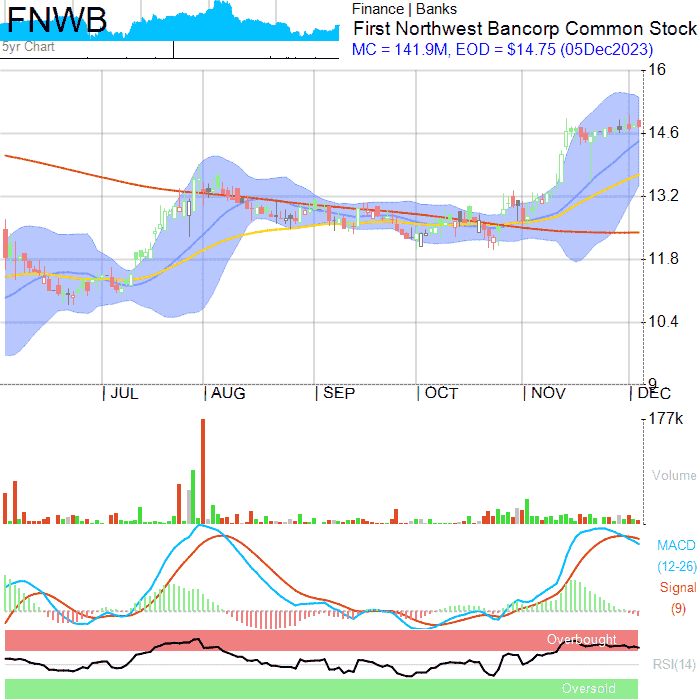 FNWB
5yr Chart
Finance | Banks
First Northwest Bancorp Common Stock
MC = 141.9M, EOD = $14.75 (05Dec2023)
16
14.6
13.2
11.8
10.4
9
JUL AUG SEP OCT NOV DEC
177k
Volume
MACD
(12-26)
Signal
(9)
Overbought
RSI(14)
Oversold